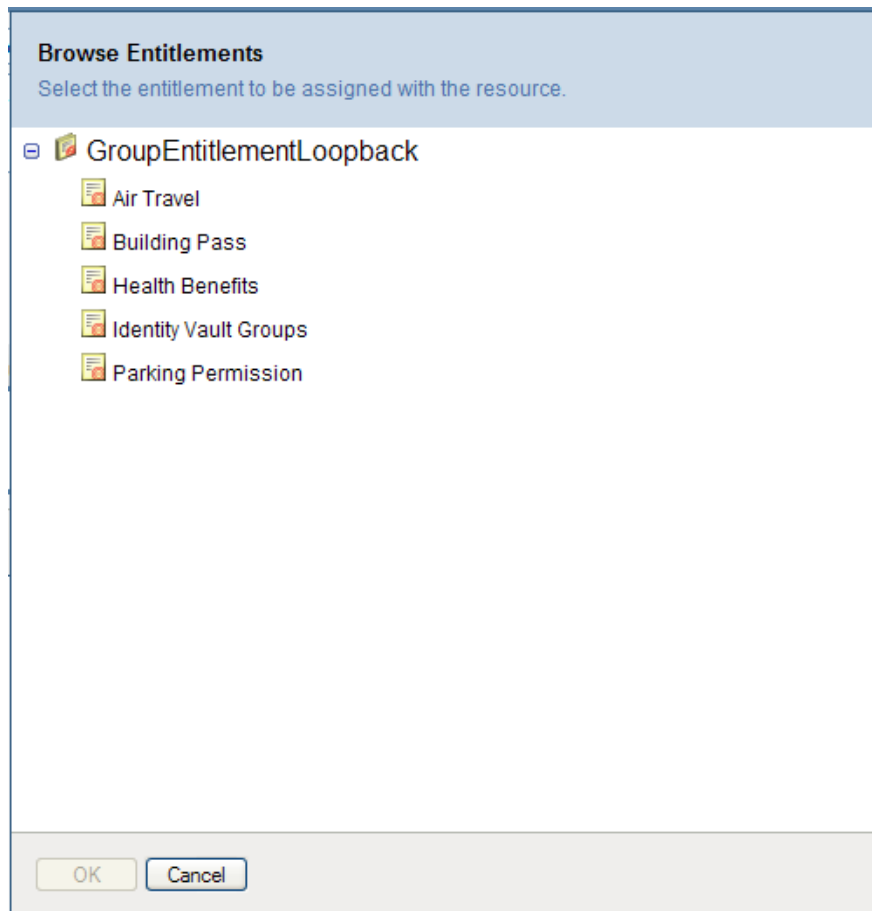 Browse Entitlements
Select the entitlement to be assigned with the resource.
GroupEntitlementLoopback
Air Travel
Building Pass
Health Benefits
Identity Vault Groups
Parking Permission
OK Cancel